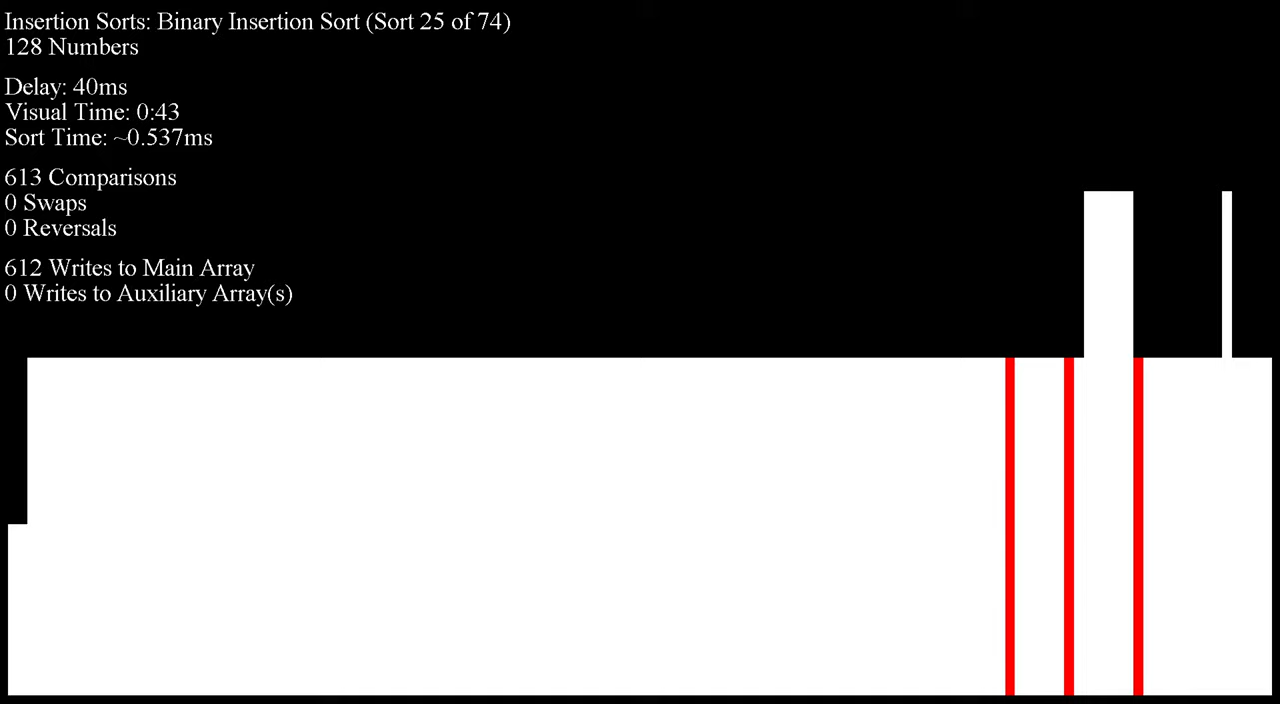 Insertion Sorts: Binary Insertion Sort (Sort 25 of 74)
128 Numbers
Delay: 40ms
Visual Time: 0:43
Sort Time: ~0.537ms
613 Comparisons
0 Swaps
0 Reversals
612 Writes to Main Array
0 Writes to Auxiliary Array(s)